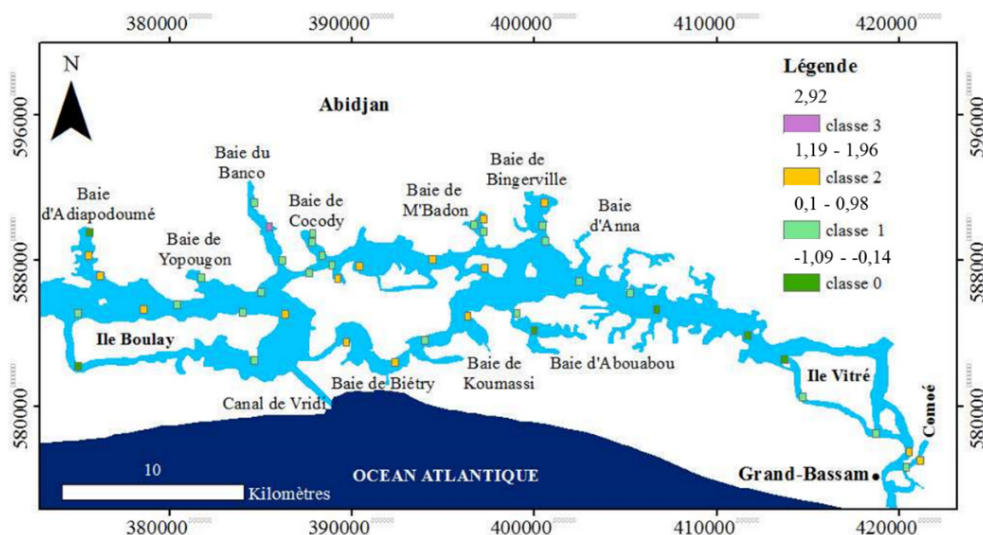 380000 390000 400000 410000 420000
N
Abidjan
Légende
2,92
classe 3
1,19 - 1,96
classe 2
0,1 - 0,98
classe 1
-1,09 - -0,14
classe 0
596000
596000
Baie du
Banco
Baie
d'Adiapodoumé
Baie de
Yopougon
Baie de
Cocody
Baie de
M'Badon
Baie de
Bingerville
Baie
d'Anna
588000
588000
Ile Boulay
Canal de Vridi
Baie de Biétry
Baie de
Koumassi
Baie d'Abouabou
Ile Vitré
Comoé
580000
580000
10
Kilomètres
OCEAN ATLANTIQUE
Grand-Bassam
380000 390000 400000 410000 420000